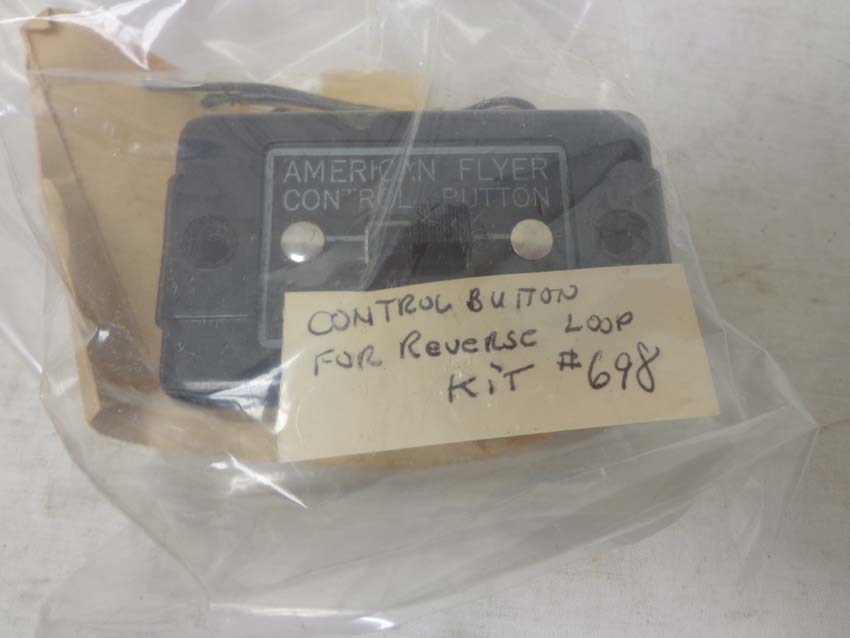 AMERICAN FLYER
CONTROL BUTTON
CONTROL BUTTON
FOR REVERSE LOOP
KIT #698